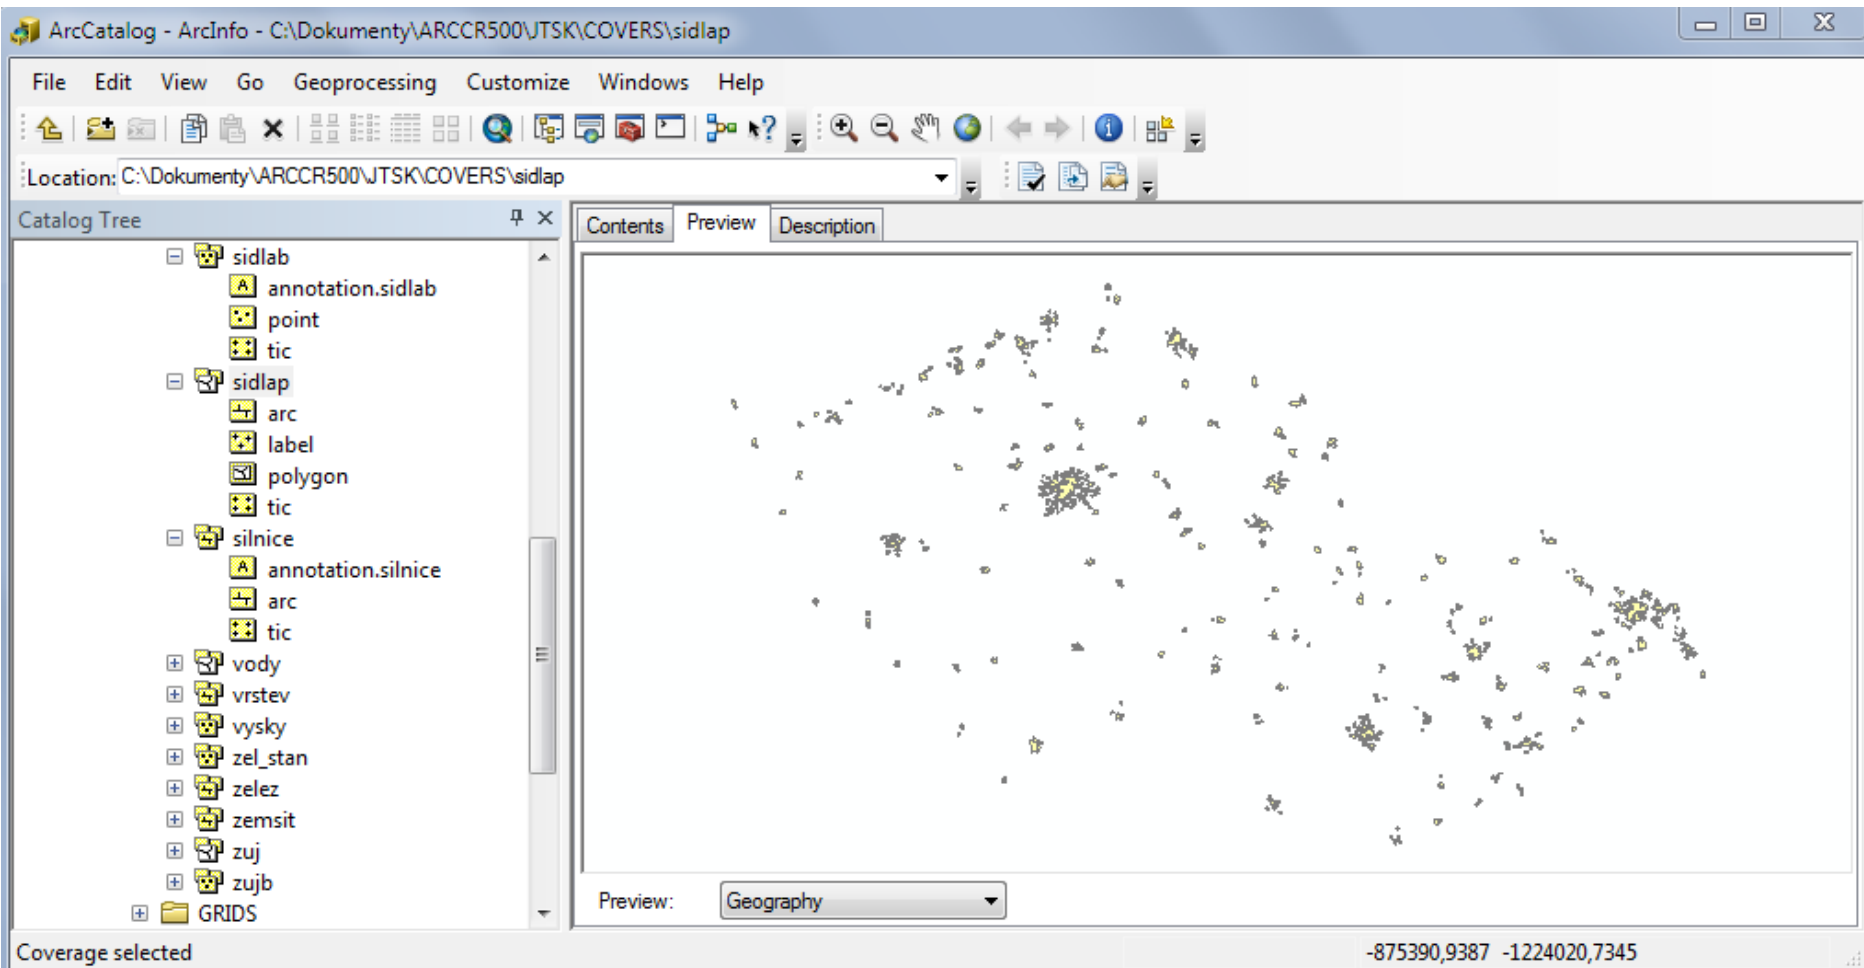 ArcCatalog - ArcInfo - C:\Dokumenty\ARCCR500\JTSK\COVERS\sidlap
File Edit View Go Geoprocessing Customize Windows Help
Location: C:\Dokumenty\ARCCR500\JTSK\COVERS\sidlap
Catalog Tree
sidlab
annotation.sidlab
point
tic
sidlap
arc
label
polygon
tic
silnice
annotation.silnice
arc
tic
vody
vrstev
vysky
zel_stan
zelez
zemsit
zuj
zujb
GRIDS
Contents Preview Description
Preview: Geography
Coverage selected -875390,9387 -1224020,7345